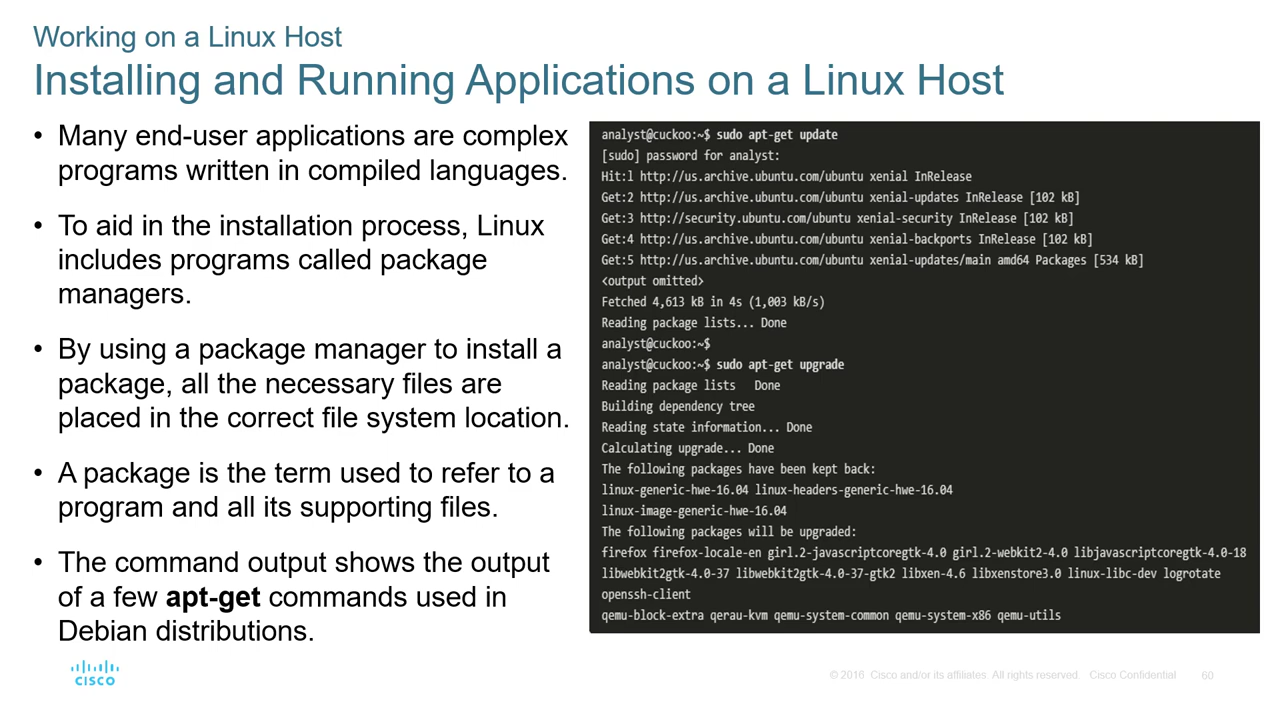 Working on a Linux Host
Installing and Running Applications on a Linux Host
• Many end-user applications are complex
programs written in compiled languages.
• To aid in the installation process, Linux
includes programs called package
managers.
• By using a package manager to install a
package, all the necessary files are
placed in the correct file system location.
• A package is the term used to refer to a
program and all its supporting files.
• The command output shows the output
of a few apt-get commands used in
Debian distributions.
analyst@cuckoo:~$ sudo apt-get update
[sudo] password for analyst:
Hit:l http://us.archive.ubuntu.com/ubuntu xenial InRelease
Get:2 http://us.archive.ubuntu.com/ubuntu xenial-updates InRelease [102 kB]
Get:3 http://security.ubuntu.com/ubuntu xenial-security InRelease [102 kB]
Get:4 http://us.archive.ubuntu.com/ubuntu xenial-backports InRelease [102 kB]
Get:5 http://us.archive.ubuntu.com/ubuntu xenial-updates/main amd64 Packages [534 kB]
<output omitted>
Fetched 4,613 kB in 4s (1,003 kB/s)
Reading package lists... Done
analyst@cuckoo:~$
analyst@cuckoo:~$ sudo apt-get upgrade
Reading package lists   Done
Building dependency tree
Reading state information... Done
Calculating upgrade... Done
The following packages have been kept back:
linux-generic-hwe-16.04 linux-headers-generic-hwe-16.04
linux-image-generic-hwe-16.04
The following packages will be upgraded:
firefox firefox-locale-en girl.2-javascriptcoregtk-4.0 girl.2-webkit2-4.0 libjavascriptcoregtk-4.0-18
libwebkit2gtk-4.0-37 libwebkit2gtk-4.0-37-gtk2 libxen-4.6 libxenstore3.0 linux-libc-dev logrotate
openssh-client
qemu-block-extra qerau-kvm qemu-system-common qemu-system-x86 qemu-utils
CISCO
© 2016 Cisco and/or its affiliates. All rights reserved. Cisco Confidential
60